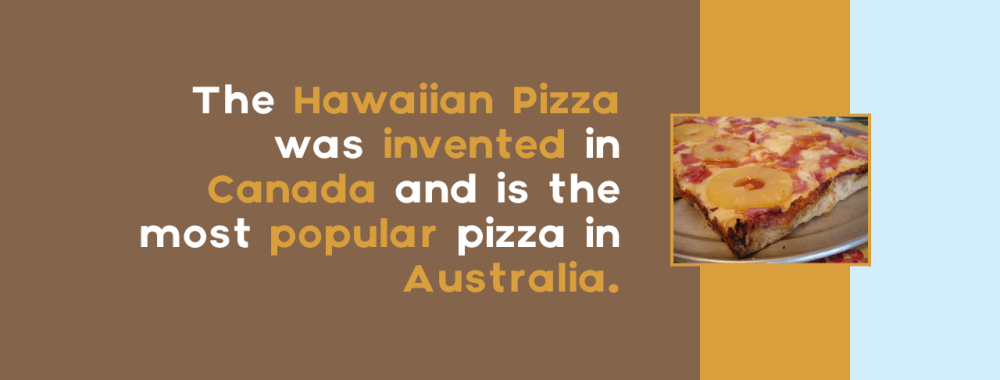 The Hawaiian Pizza
was invented in
Canada and is the
most popular pizza in
Australia.